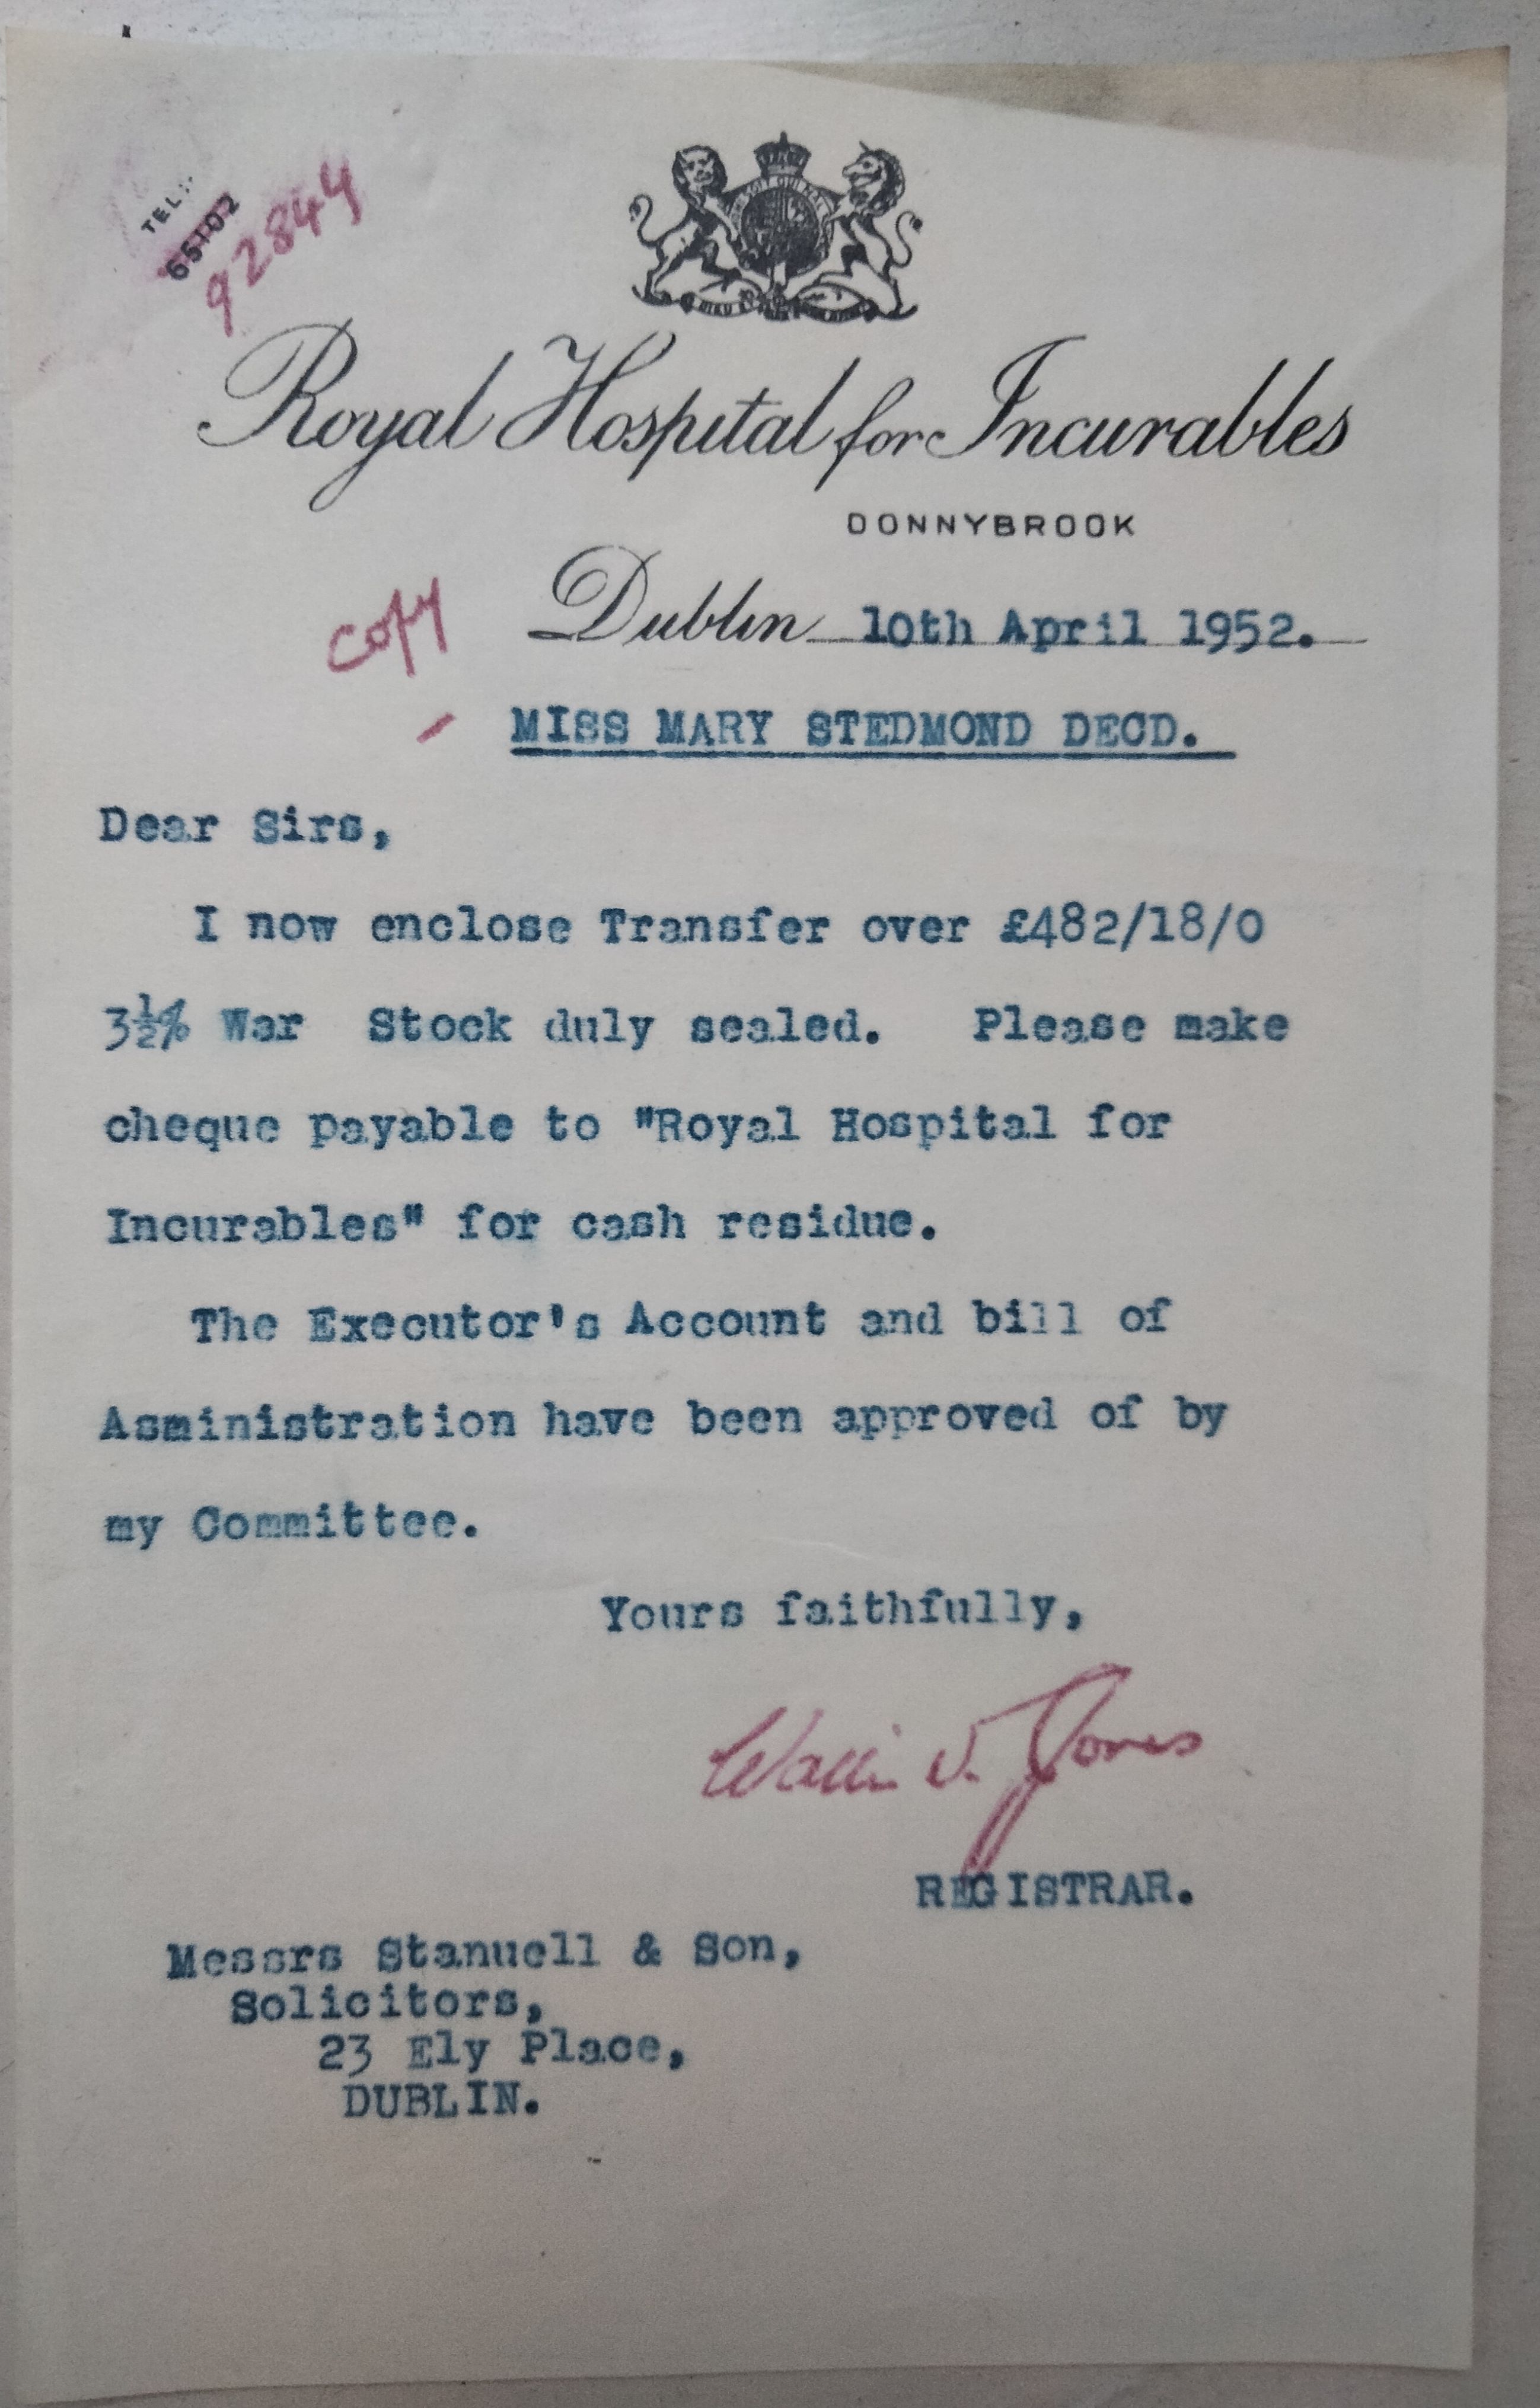 TEL:
65102
92844
Royal Hospital for Incurables
DONNYBROOK
copy
Dublin 10th April 1952.
MISS MARY STEDMOND DECD.
Dear Sirs,
I now enclose Transfer over £482/18/0
3½% War Stock duly sealed. Please make
cheque payable to "Royal Hospital for
Incurables" for cash residue.
The Executor's Account and bill of
Asministration have been approved of by
my Committee.
Yours faithfully,
Jones
REGISTRAR.
Messrs Stanuell & Son,
Solicitors,
23 Ely Place,
DUBLIN.